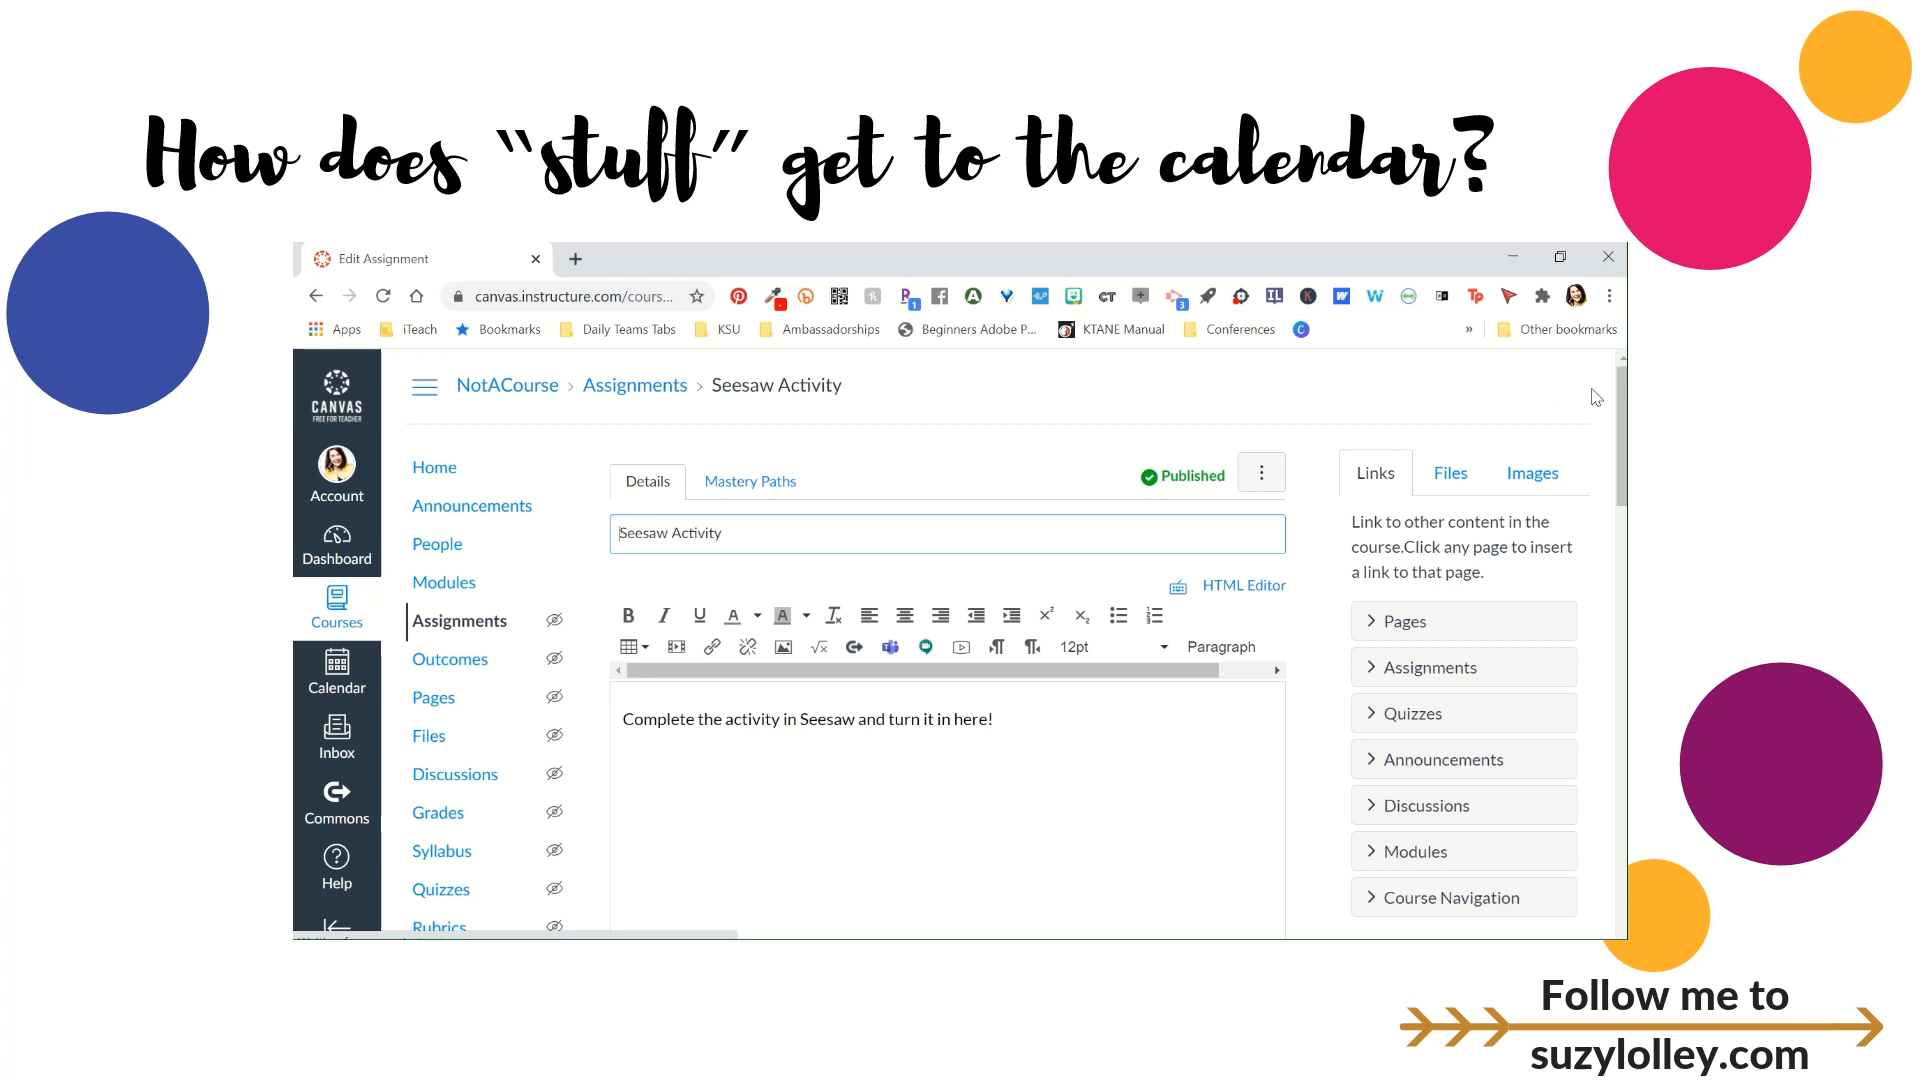 How does “stuff” get to the calendar?
Edit Assignment
canvas.instructure.com/cours...
1
CT
3
IL
K
W
W
Tp
Apps
iTeach
Bookmarks
Daily Teams Tabs
KSU
Ambassadorships
Beginners Adobe P...
KTANE Manual
Conferences
»
Other bookmarks
CANVAS
FREE FOR TEACHER
Account
Dashboard
Courses
Calendar
Inbox
Commons
Help
NotACourse › Assignments › Seesaw Activity
Home
Announcements
People
Modules
Assignments
Outcomes
Pages
Files
Discussions
Grades
Syllabus
Quizzes
Rubrics
Details
Mastery Paths
Published
Seesaw Activity
HTML Editor
12pt
Paragraph
Complete the activity in Seesaw and turn it in here!
Links
Files
Images
Link to other content in the
course.Click any page to insert
a link to that page.
Pages
Assignments
Quizzes
Announcements
Discussions
Modules
Course Navigation
Follow me to
suzylolley.com